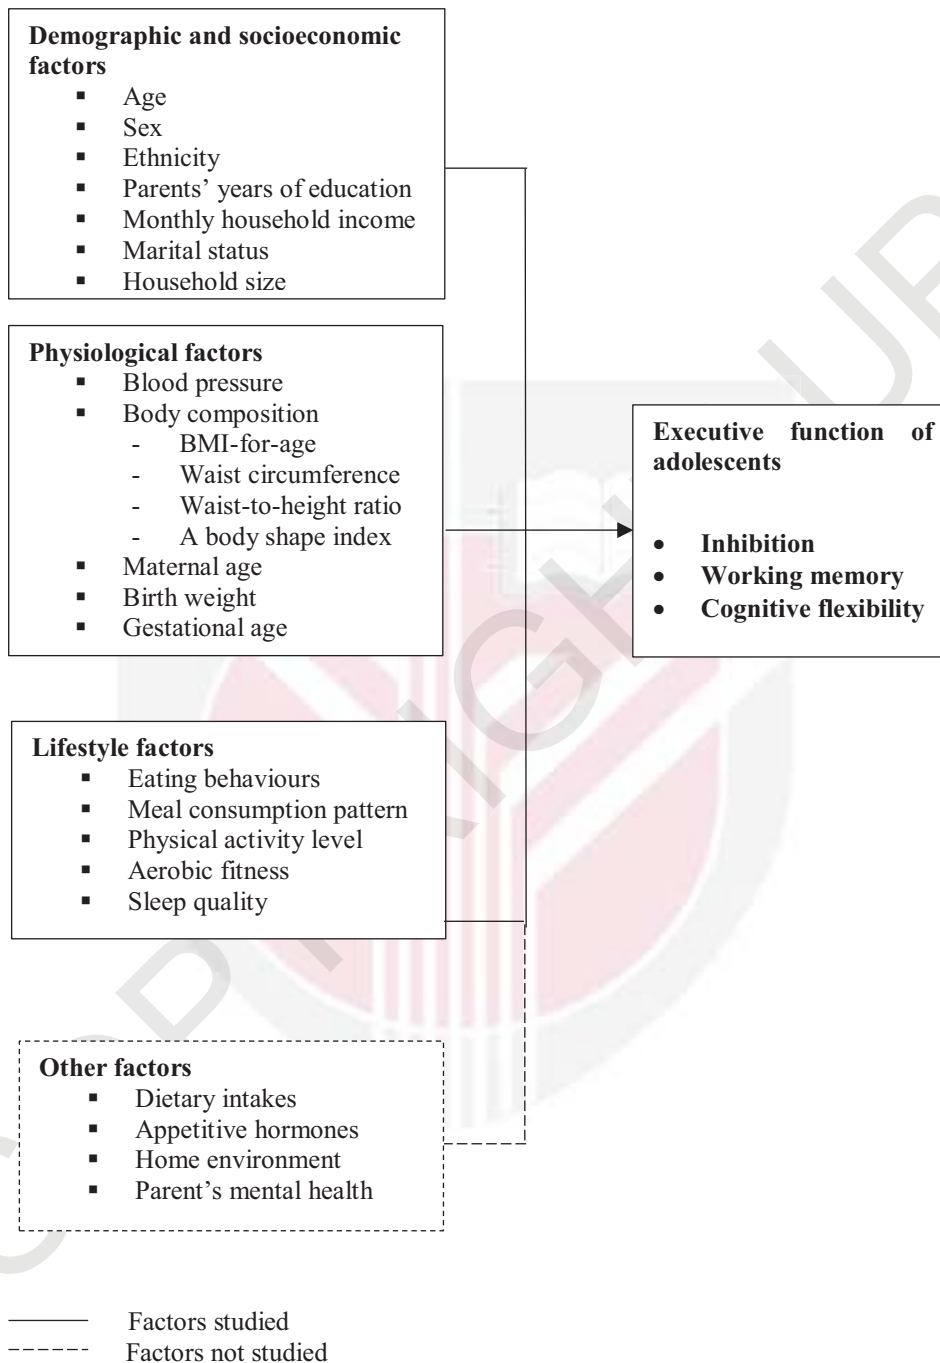 Demographic and socioeconomic
factors
▪ Age
▪ Sex
▪ Ethnicity
▪ Parents' years of education
▪ Monthly household income
▪ Marital status
▪ Household size
Physiological factors
▪ Blood pressure
▪ Body composition
- BMI-for-age
- Waist circumference
- Waist-to-height ratio
- A body shape index
▪ Maternal age
▪ Birth weight
▪ Gestational age
Executive function of
adolescents
• Inhibition
• Working memory
• Cognitive flexibility
Lifestyle factors
▪ Eating behaviours
▪ Meal consumption pattern
▪ Physical activity level
▪ Aerobic fitness
▪ Sleep quality
Other factors
▪ Dietary intakes
▪ Appetitive hormones
▪ Home environment
▪ Parent's mental health
Factors studied
Factors not studied